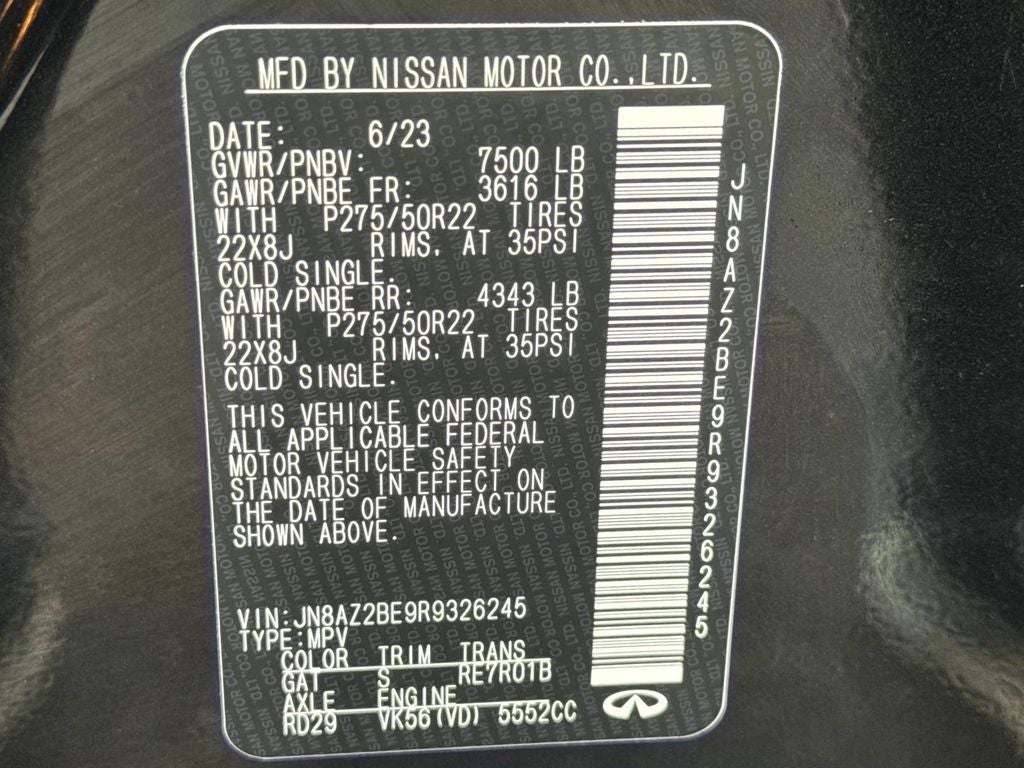 MFD BY NISSAN MOTOR CO.,LTD.
DATE: 6/23
GVWR/PNBV: 7500 LB
GAWR/PNBE FR: 3616 LB
WITH P275/50R22 TIRES
22X8J RIMS. AT 35PSI
COLD SINGLE.
GAWR/PNBE RR: 4343 LB
WITH P275/50R22 TIRES
22X8J RIMS. AT 35PSI
COLD SINGLE.
THIS VEHICLE CONFORMS TO
ALL APPLICABLE FEDERAL
MOTOR VEHICLE SAFETY
STANDARDS IN EFFECT ON
THE DATE OF MANUFACTURE
SHOWN ABOVE.
VIN:JN8AZ2BE9R9326245
TYPE:MPV
COLOR TRIM TRANS
GAT S RE7R01B
AXLE ENGINE
RD29 VK56(VD) 5552CC
JN8AZ2BE9R9326245